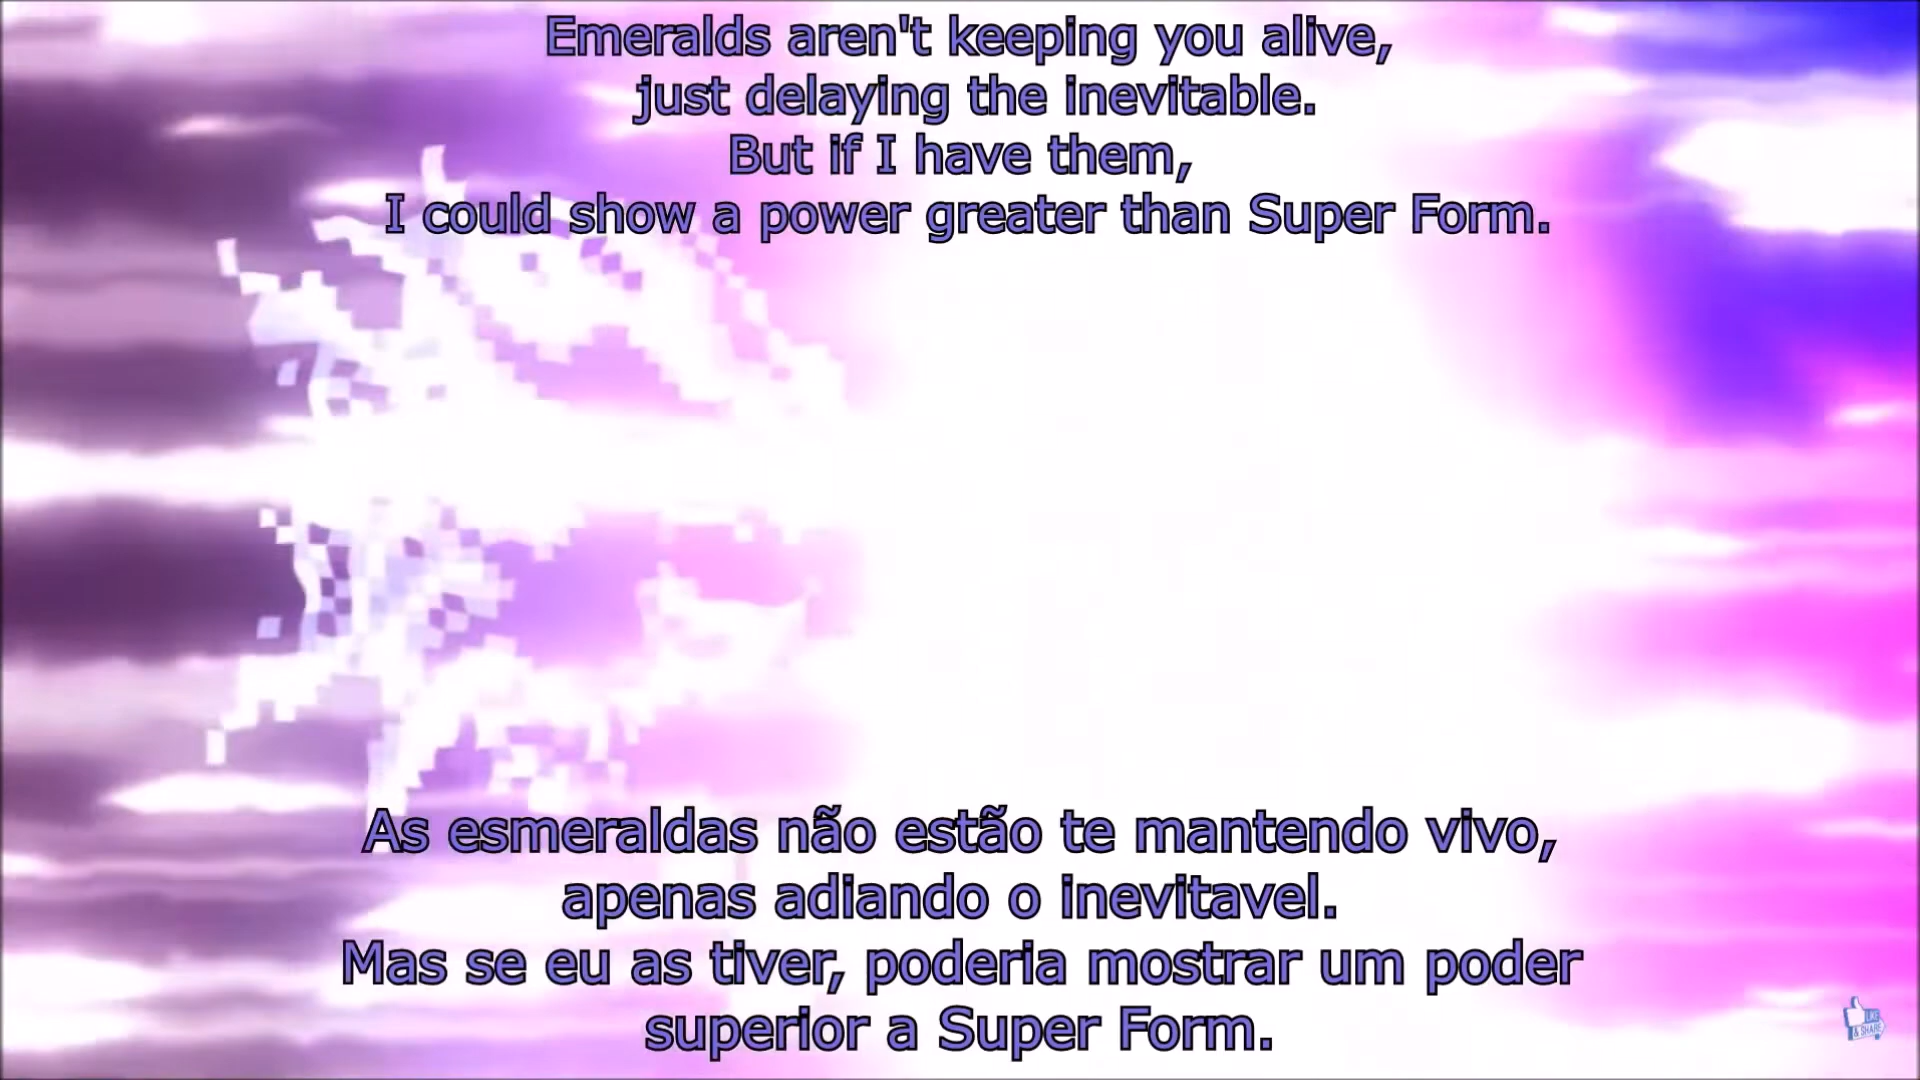 Emeralds aren't keeping you alive,
just delaying the inevitable.
But if I have them,
I could show a power greater than Super Form.
As esmeraldas não estão te mantendo vivo,
apenas adiando o inevitavel.
Mas se eu as tiver, poderia mostrar um poder
superior a Super Form.
LIKE
& SHARE